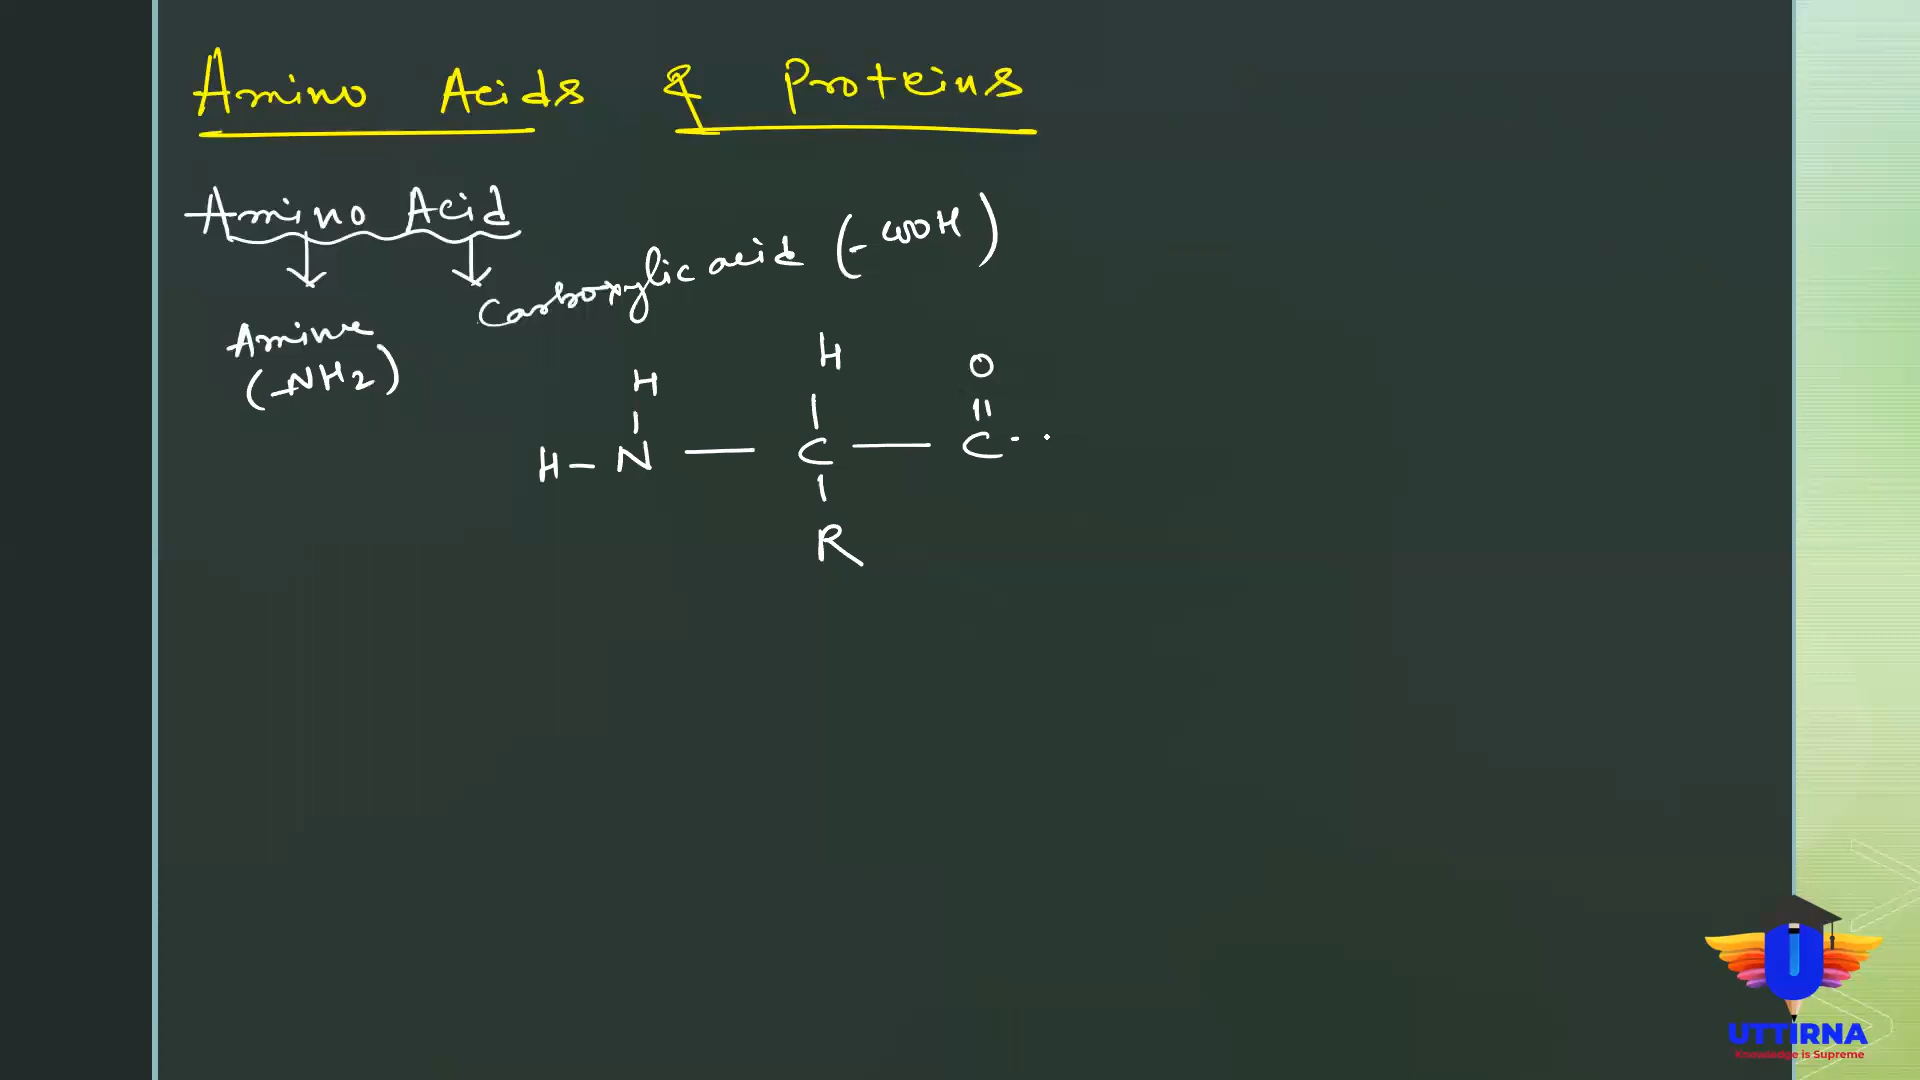 Amino Acids & Proteins
Amino Acid
Carboxylic acid (-COOH)
Amine
(-NH2)
H H O
H - N — C — C - .
R
UTTIRNA
Knowledge is Supreme